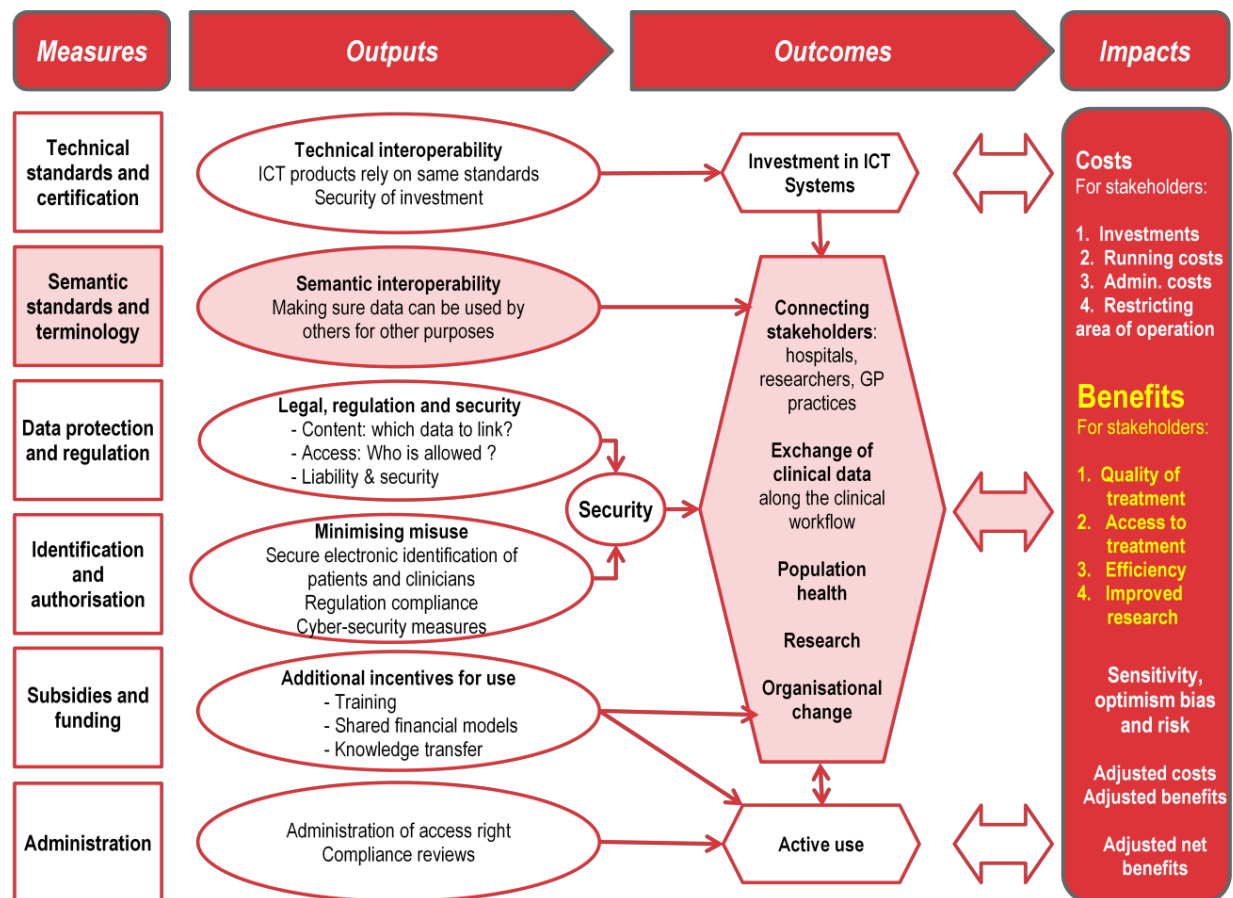 Measures
Outputs
Outcomes
Impacts
Technical
standards and
certification
Technical interoperability
ICT products rely on same standards
Security of investment
Investment in ICT
Systems
Semantic
standards and
terminology
Semantic interoperability
Making sure data can be used by
others for other purposes
Data protection
and regulation
Legal, regulation and security
- Content: which data to link?
- Access: Who is allowed ?
- Liability & security
Security
Identification
and
authorisation
Minimising misuse
Secure electronic identification of
patients and clinicians
Regulation compliance
Cyber-security measures
Subsidies and
funding
Additional incentives for use
- Training
- Shared financial models
- Knowledge transfer
Administration
Administration of access right
Compliance reviews
Connecting
stakeholders:
hospitals,
researchers, GP
practices
Exchange of
clinical data
along the clinical
workflow
Population
health
Research
Organisational
change
Active use
Costs
For stakeholders:
1. Investments
2. Running costs
3. Admin. costs
4. Restricting
area of operation
Benefits
For stakeholders:
1. Quality of
treatment
2. Access to
treatment
3. Efficiency
4. Improved
research
Sensitivity,
optimism bias
and risk
Adjusted costs
Adjusted benefits
Adjusted net
benefits